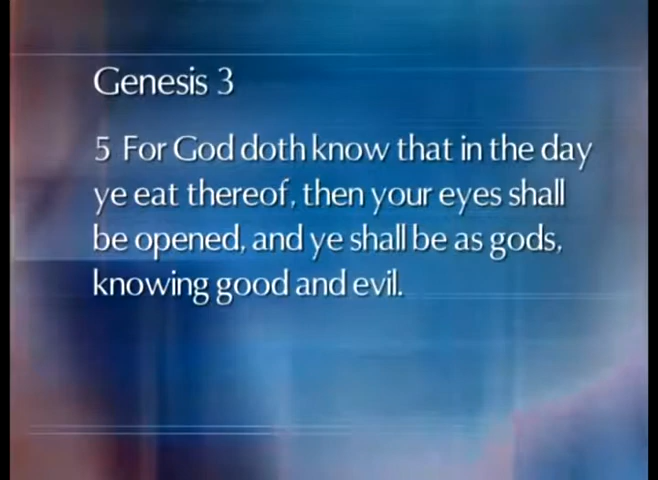 Genesis 3
5 For God doth know that in the day
ye eat thereof, then your eyes shall
be opened, and ye shall be as gods,
knowing good and evil.